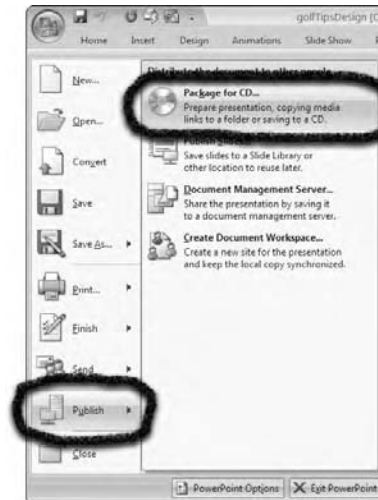 golfTipsDesign [C
Home Insert Design Animations Slide Show
New...
Open...
Convert
Save
Save As...
Print...
Finish
Send
Publish
Close
Distribute the document to other people
Package for CD...
Prepare presentation, copying media
links to a folder or saving to a CD.
Publish Slides
Save slides to a Slide Library or
other location to reuse later.
Document Management Server...
Share the presentation by saving it
to a document management server.
Create Document Workspace...
Create a new site for the presentation
and keep the local copy synchronized.
PowerPoint Options
Exit PowerPoint